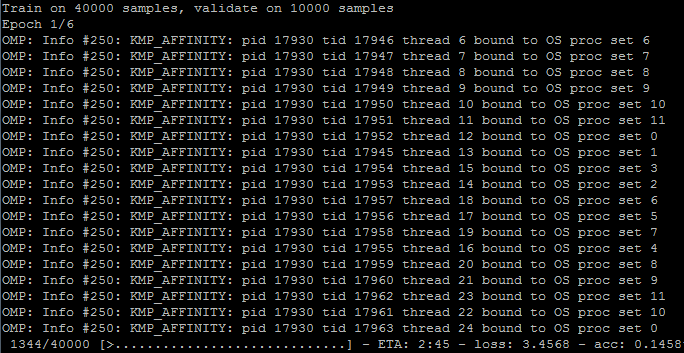 Train on 40000 samples, validate on 10000 samples
Epoch 1/6
OMP: Info #250: KMP_AFFINITY: pid 17930 tid 17946 thread 6 bound to OS proc set 6
OMP: Info #250: KMP_AFFINITY: pid 17930 tid 17947 thread 7 bound to OS proc set 7
OMP: Info #250: KMP_AFFINITY: pid 17930 tid 17948 thread 8 bound to OS proc set 8
OMP: Info #250: KMP_AFFINITY: pid 17930 tid 17949 thread 9 bound to OS proc set 9
OMP: Info #250: KMP_AFFINITY: pid 17930 tid 17950 thread 10 bound to OS proc set 10
OMP: Info #250: KMP_AFFINITY: pid 17930 tid 17951 thread 11 bound to OS proc set 11
OMP: Info #250: KMP_AFFINITY: pid 17930 tid 17952 thread 12 bound to OS proc set 0
OMP: Info #250: KMP_AFFINITY: pid 17930 tid 17945 thread 13 bound to OS proc set 1
OMP: Info #250: KMP_AFFINITY: pid 17930 tid 17954 thread 15 bound to OS proc set 3
OMP: Info #250: KMP_AFFINITY: pid 17930 tid 17953 thread 14 bound to OS proc set 2
OMP: Info #250: KMP_AFFINITY: pid 17930 tid 17957 thread 18 bound to OS proc set 6
OMP: Info #250: KMP_AFFINITY: pid 17930 tid 17956 thread 17 bound to OS proc set 5
OMP: Info #250: KMP_AFFINITY: pid 17930 tid 17958 thread 19 bound to OS proc set 7
OMP: Info #250: KMP_AFFINITY: pid 17930 tid 17955 thread 16 bound to OS proc set 4
OMP: Info #250: KMP_AFFINITY: pid 17930 tid 17959 thread 20 bound to OS proc set 8
OMP: Info #250: KMP_AFFINITY: pid 17930 tid 17960 thread 21 bound to OS proc set 9
OMP: Info #250: KMP_AFFINITY: pid 17930 tid 17962 thread 23 bound to OS proc set 11
OMP: Info #250: KMP_AFFINITY: pid 17930 tid 17961 thread 22 bound to OS proc set 10
OMP: Info #250: KMP_AFFINITY: pid 17930 tid 17963 thread 24 bound to OS proc set 0
1344/40000 [>.............................] - ETA: 2:45 - loss: 3.4568 - acc: 0.1458